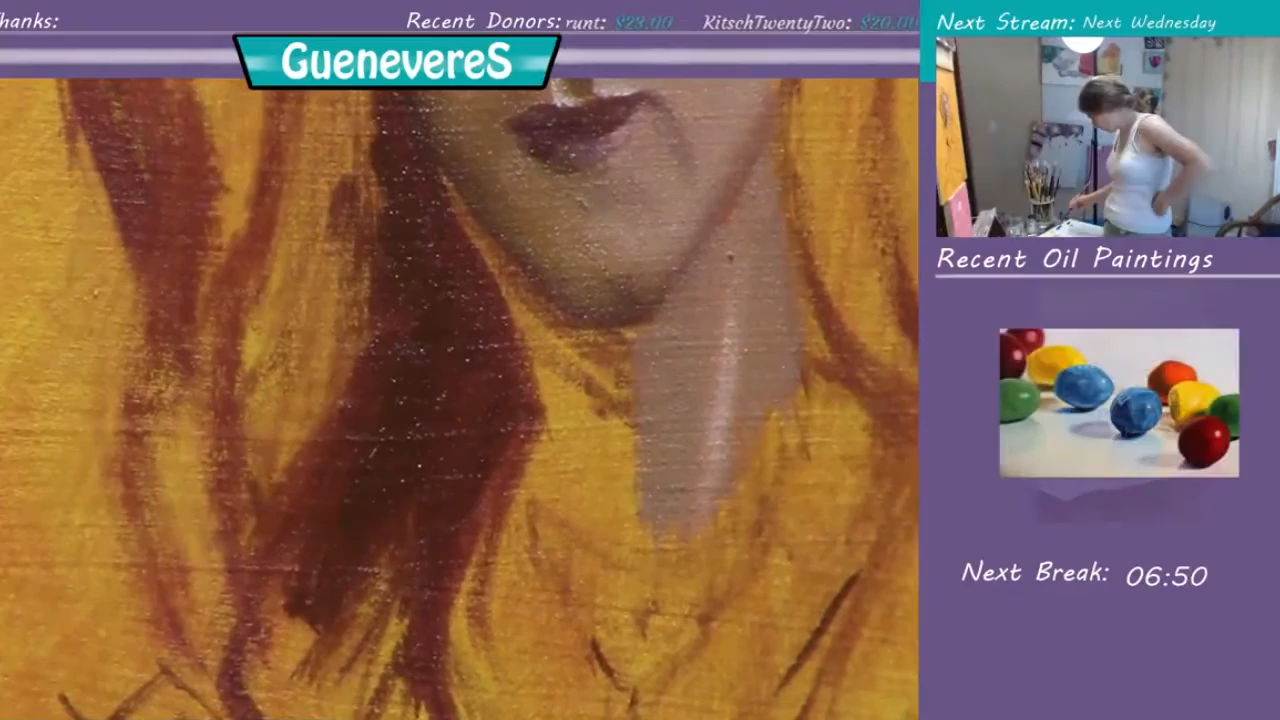 hanks:
Recent Donors: runt: $23.00 KitschTwentyTwo: $20.00
Next Stream: Next Wednesday
GuenevereS
Recent Oil Paintings
Next Break: 06:50